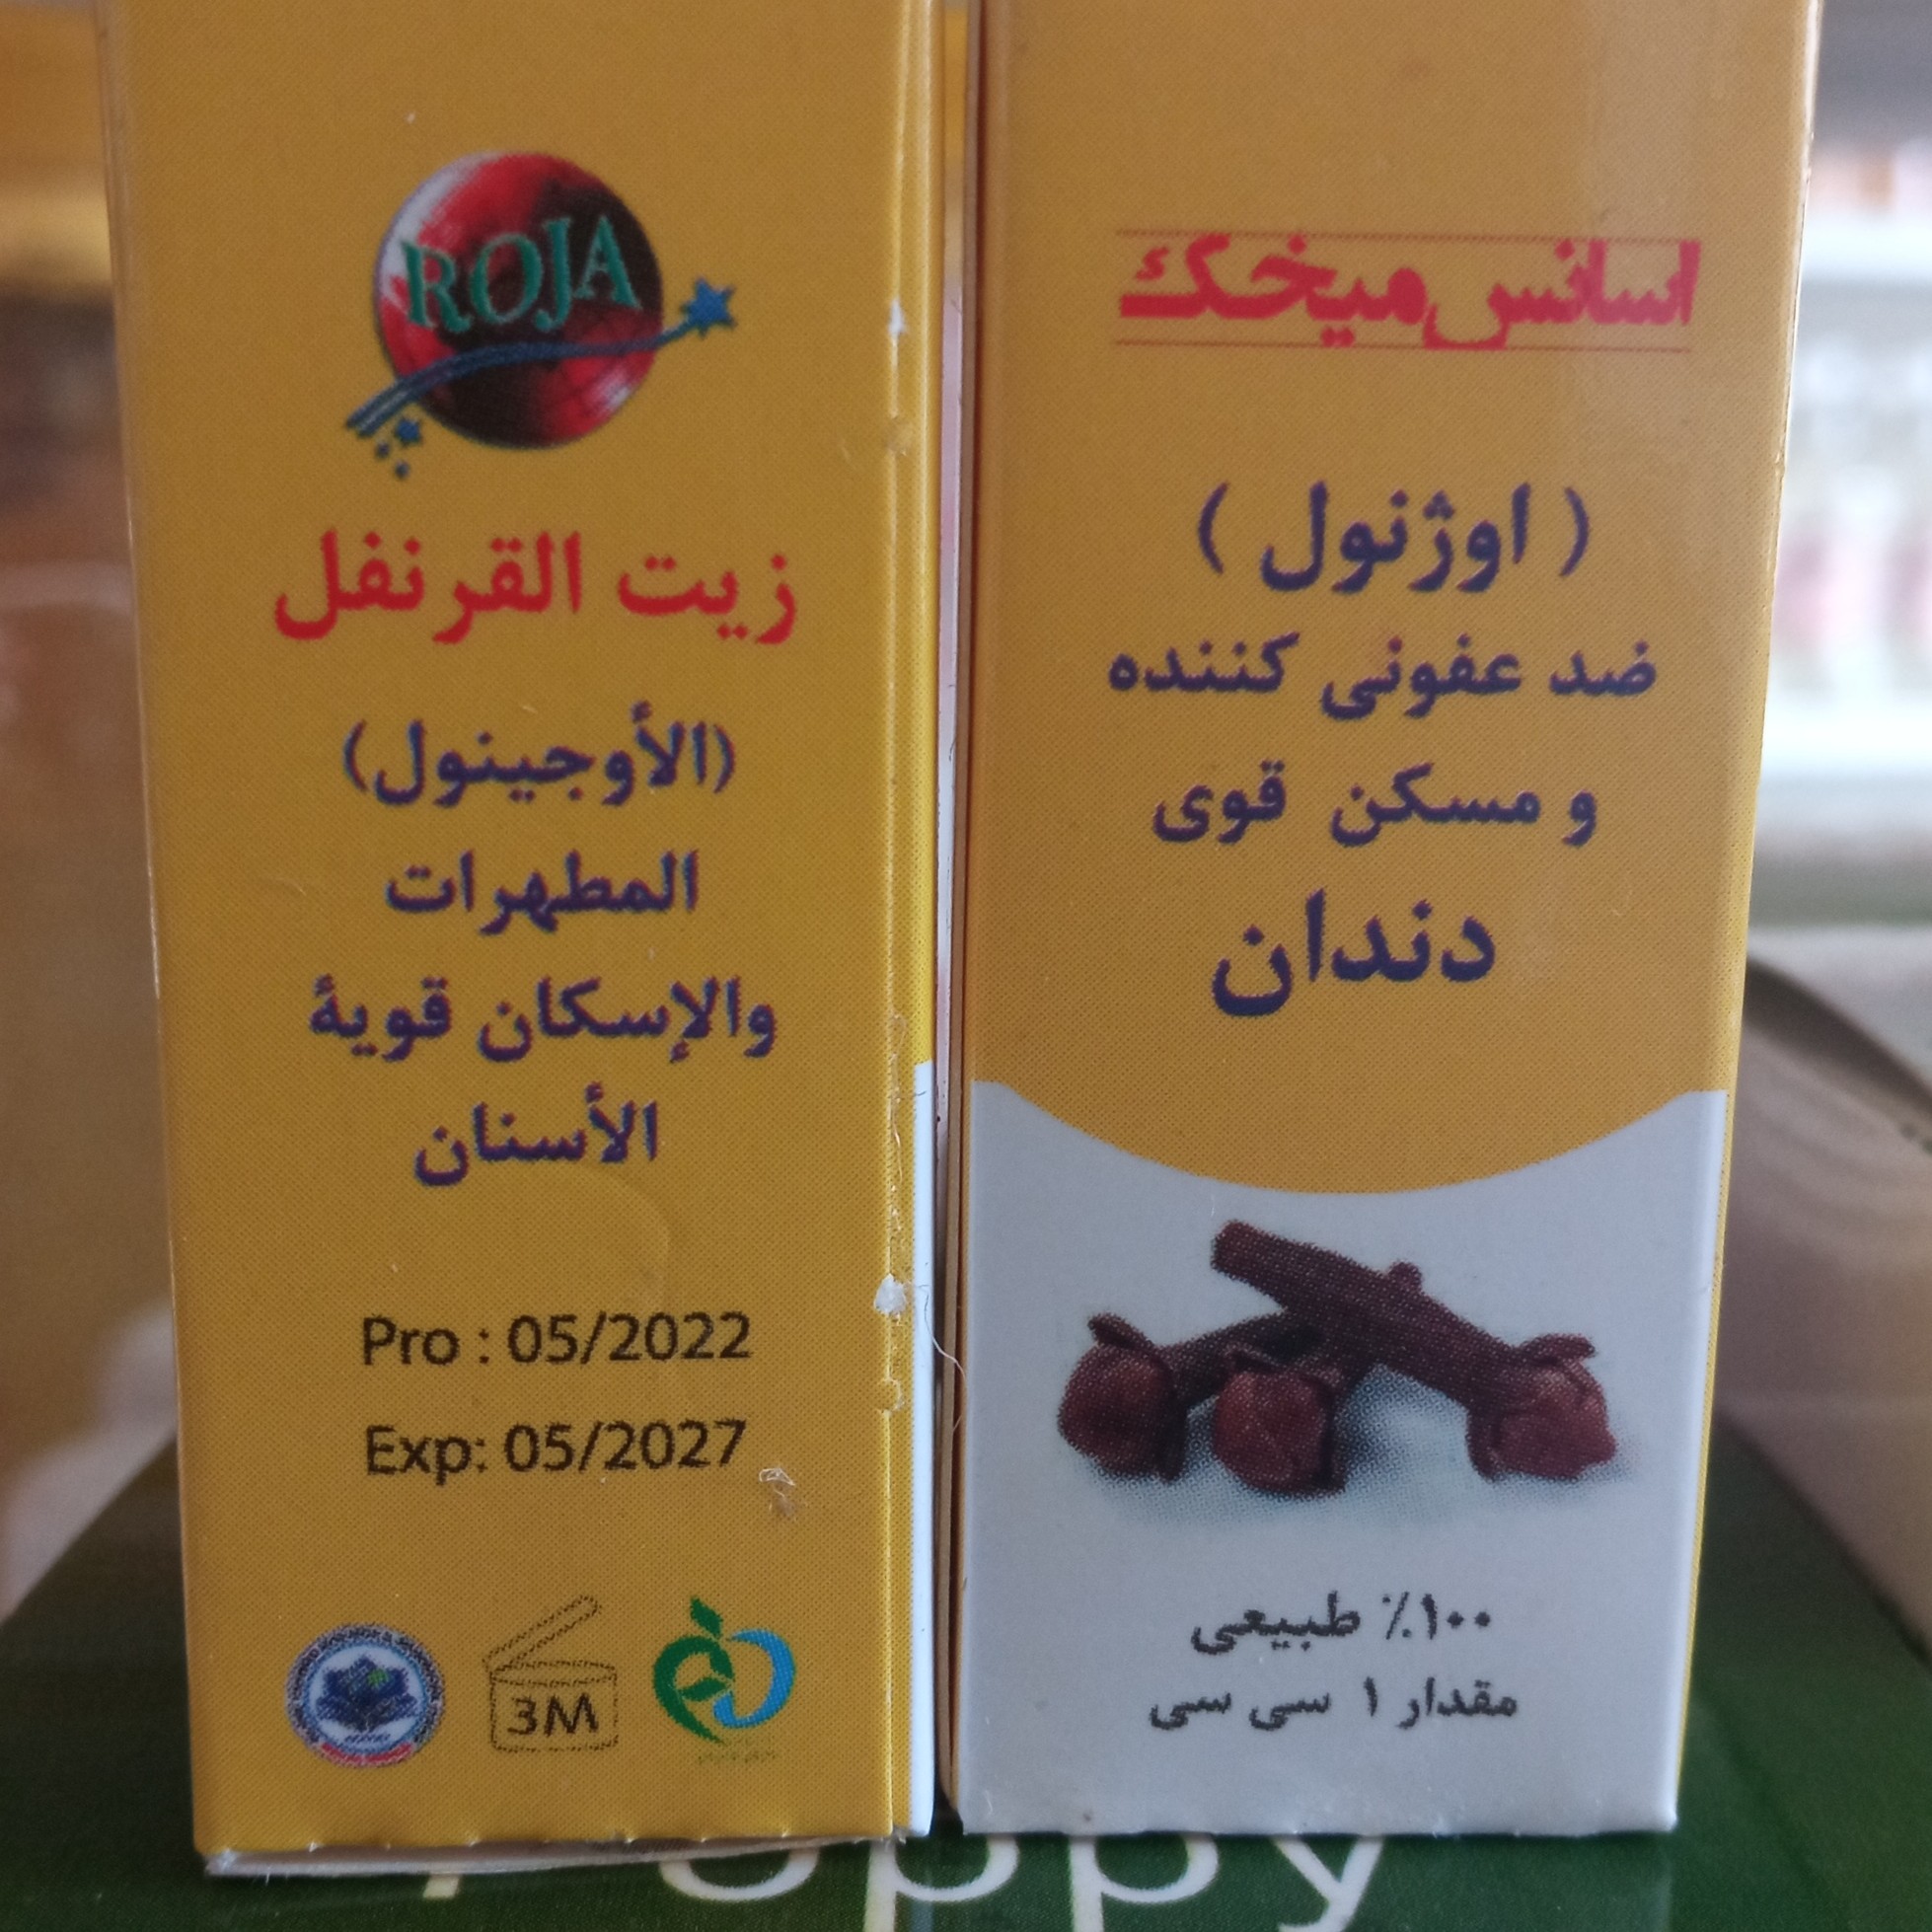 ROJA
زيت القرنفل
(الأوجينول)
المطهرات
والإسكان قوية
الأسنان
Pro : 05/2022
Exp: 05/2027
3M
اسانس میخک
( اوژنول )
ضد عفونی کننده
و مسکن قوی
دندان
۱۰۰٪ طبیعی
مقدار ۱ سی سی